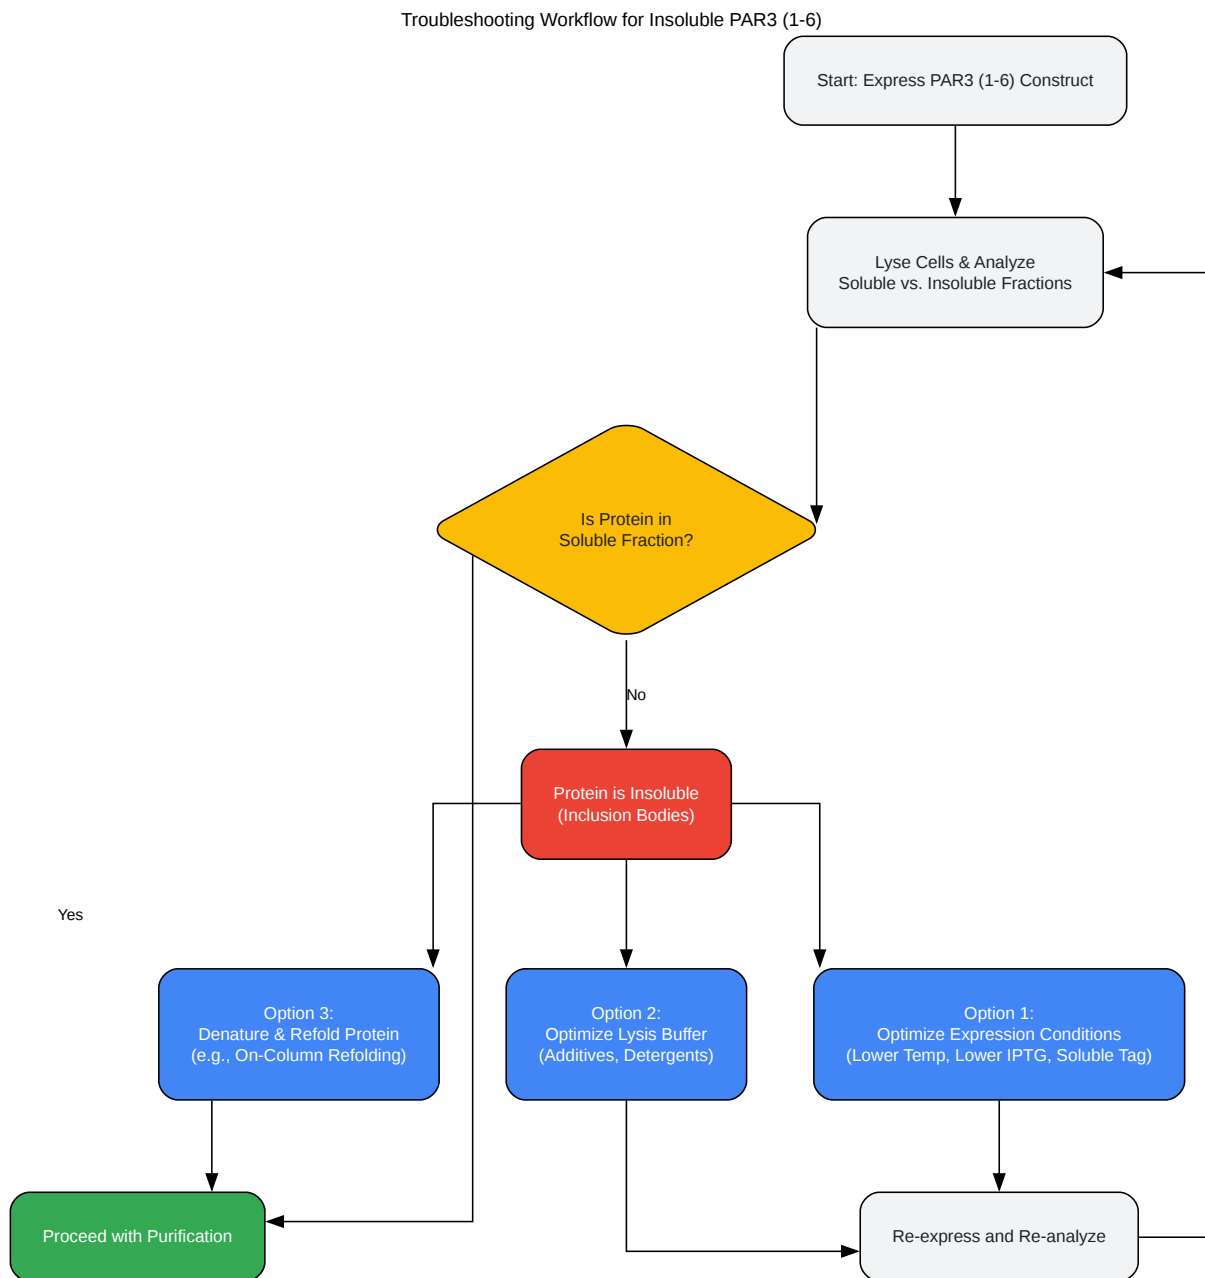 Troubleshooting Workflow for Insoluble PAR3 (1-6)
Start: Express PAR3 (1-6) Construct
Lyse Cells & Analyze
Soluble vs. Insoluble Fractions
Is Protein in
Soluble Fraction?
No
Protein is Insoluble
(Inclusion Bodies)
Yes
Option 3:
Denature & Refold Protein
(e.g., On-Column Refolding)
Option 2:
Optimize Lysis Buffer
(Additives, Detergents)
Option 1:
Optimize Expression Conditions
(Lower Temp, Lower IPTG, Soluble Tag)
Proceed with Purification
Re-express and Re-analyze